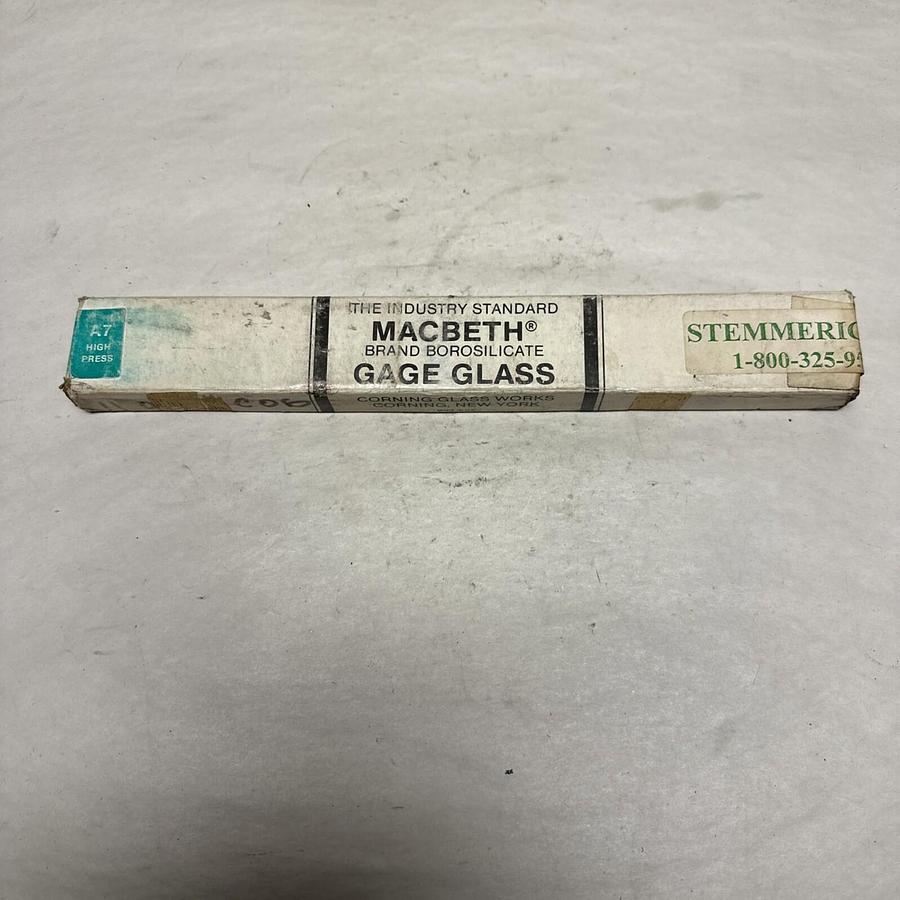 A7
HIGH
PRESS
THE INDUSTRY STANDARD
MACBETH®
BRAND BOROSILICATE
GAGE GLASS
CORNING GLASS WORKS
CORNING, NEW YORK
STEMMERIC
1-800-325-95